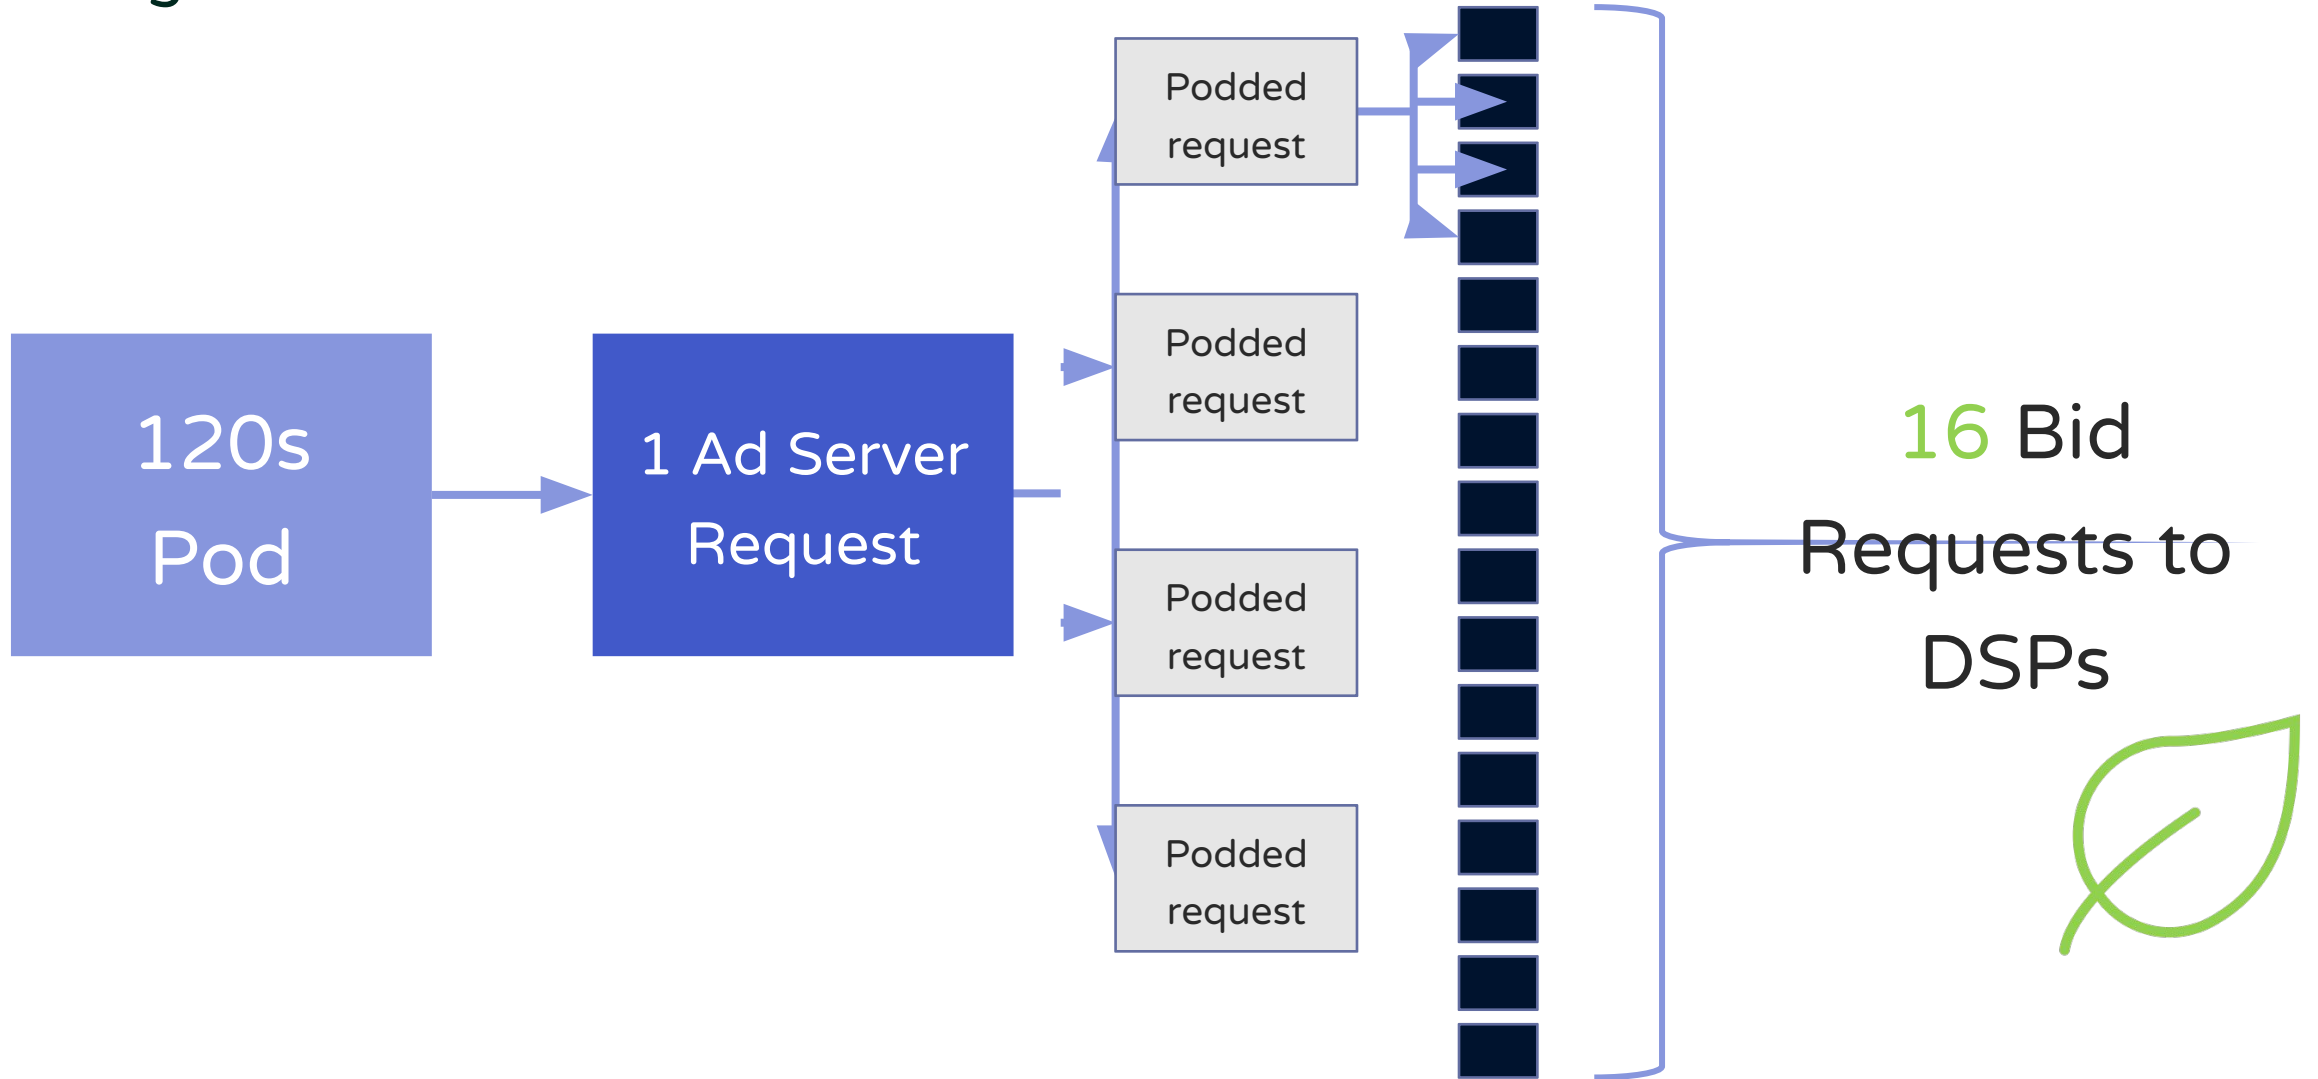 120s
Pod
1 Ad Server
Request
Podded
request
Podded
request
Podded
request
Podded
request
16 Bid
Requests to
DSPs